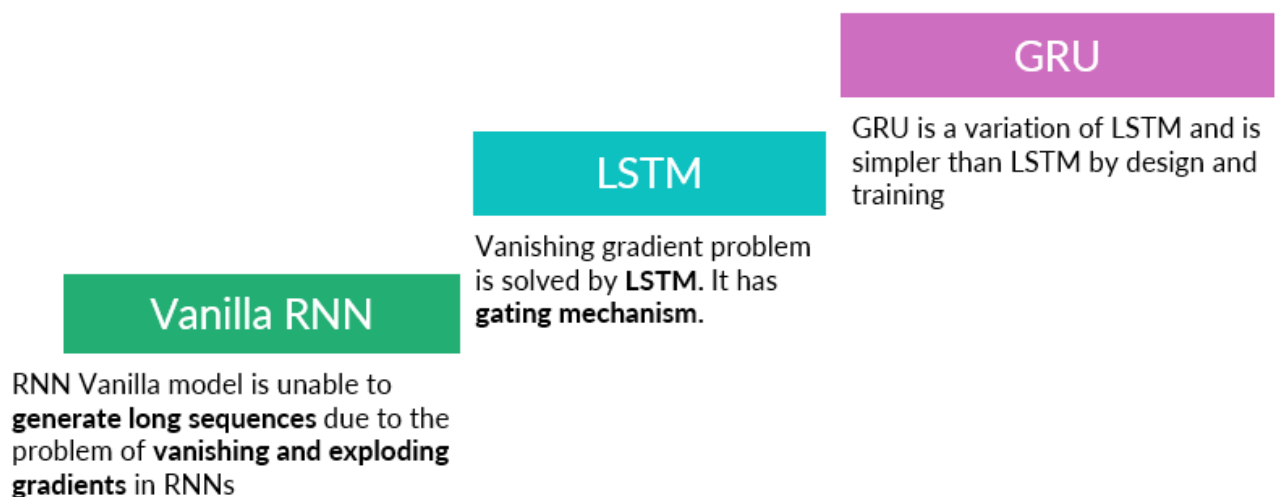 GRU
GRU is a variation of LSTM and is
simpler than LSTM by design and
training
LSTM
Vanishing gradient problem
is solved by LSTM. It has
gating mechanism.
Vanilla RNN
RNN Vanilla model is unable to
generate long sequences due to the
problem of vanishing and exploding
gradients in RNNs